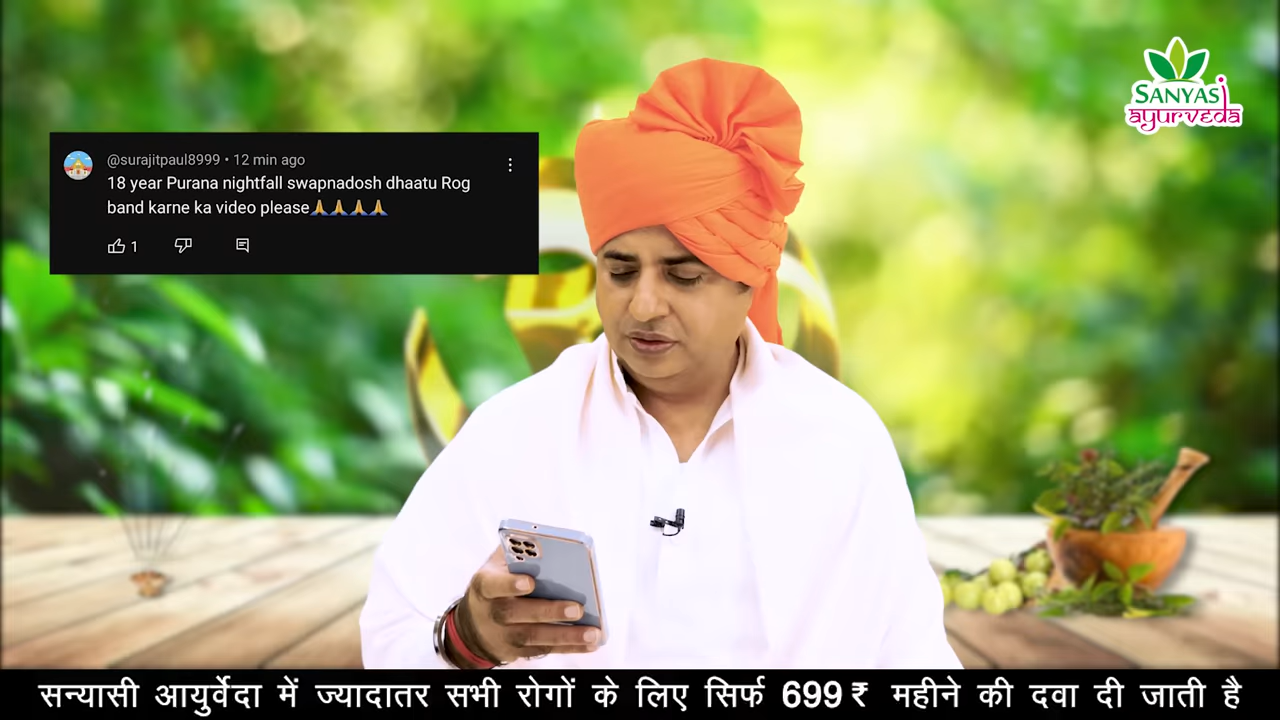 SANYASI
ayurveda
@surajitpaul8999 • 12 min ago
18 year Purana nightfall swapnadosh dhaatu Rog
band karne ka video please🙏🙏🙏🙏
1
सन्यासी आयुर्वेदा में ज्यादातर सभी रोगों के लिए सिर्फ 699₹ महीने की दवा दी जाती है